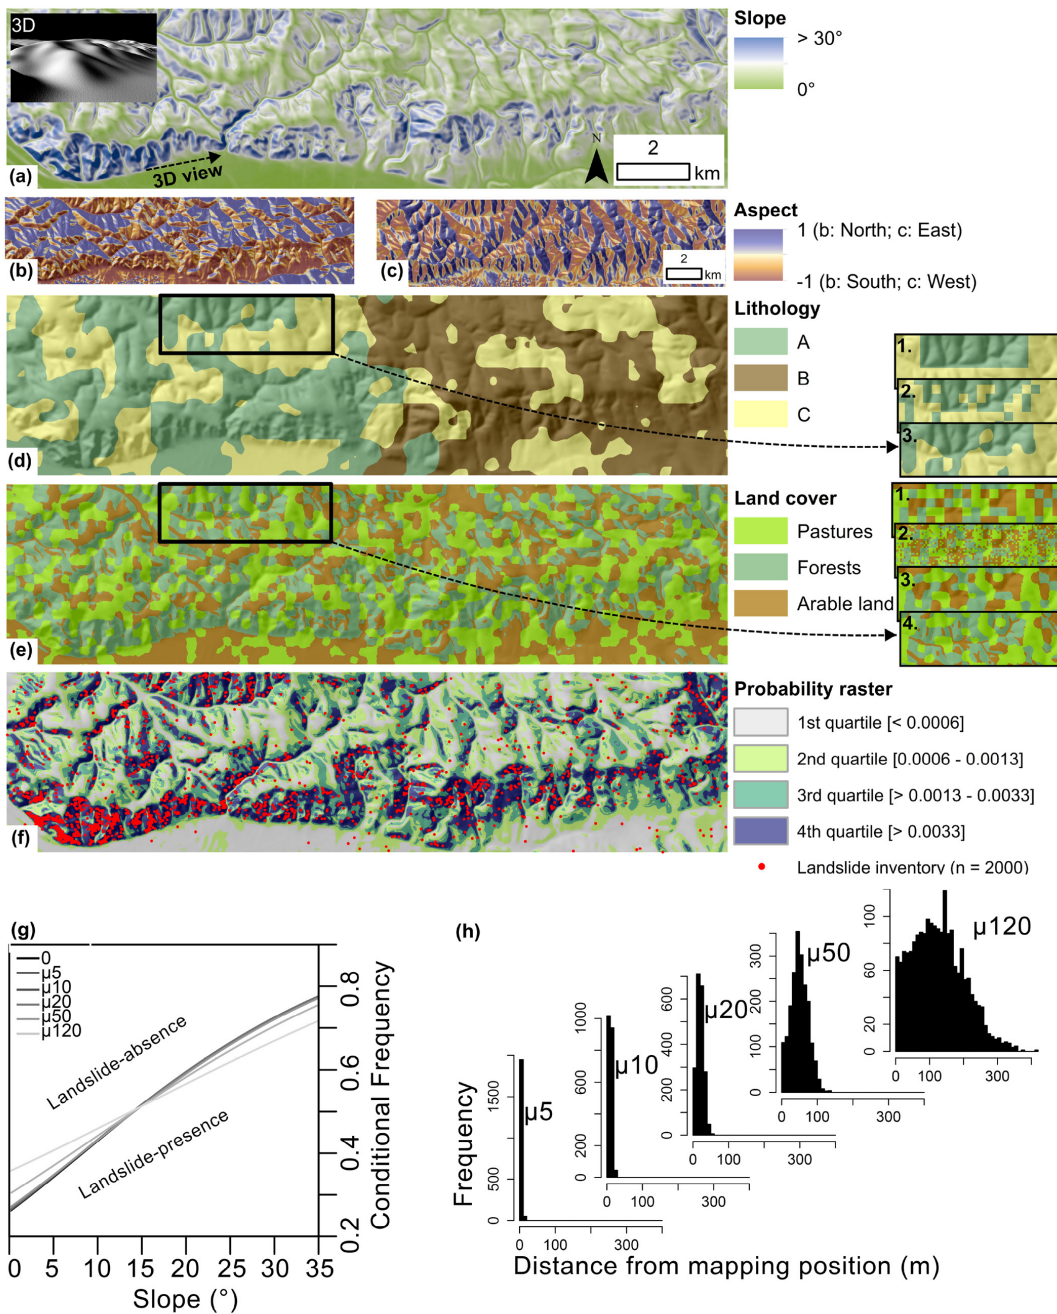 3D
Slope
> 30°
0°
N
2
km
3D view
(a)
Aspect
1 (b: North; c: East)
-1 (b: South; c: West)
(b)
(c)
2
km
Lithology
A
B
C
1.
2.
3.
(d)
Land cover
Pastures
Forests
Arable land
1.
2.
3.
4.
(e)
Probability raster
1st quartile [< 0.0006]
2nd quartile [0.0006 - 0.0013]
3rd quartile [> 0.0013 - 0.0033]
4th quartile [> 0.0033]
Landslide inventory (n = 2000)
(f)
(g)
0
μ5
μ10
μ20
μ50
μ120
Landslide-absence
Landslide-presence
0.2 0.4 0.6 0.8
Conditional Frequency
0 5 10 15 20 25 30 35
Slope (°)
(h)
μ5
0 500 1500
0 100 300
μ10
0 200 600 1000
0 100 300
μ20
0 200 400 600
0 100 300
μ50
0 100 200 300
0 100 300
μ120
0 20 60 100
0 100 300
Frequency
Distance from mapping position (m)